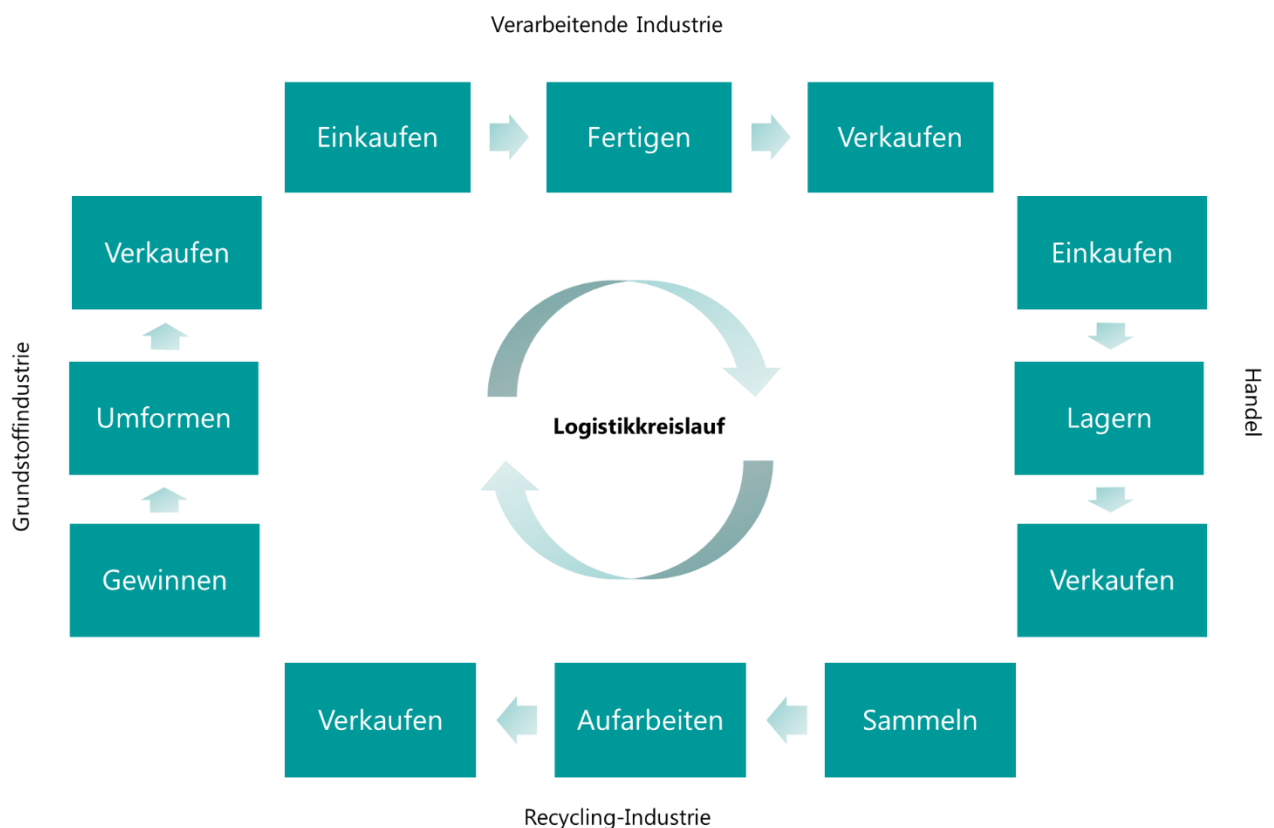 Verarbeitende Industrie
Einkaufen
Fertigen
Verkaufen
Grundstoffindustrie
Verkaufen
Umformen
Gewinnen
Logistikkreislauf
Einkaufen
Lagern
Verkaufen
Handel
Verkaufen
Aufarbeiten
Sammeln
Recycling-Industrie